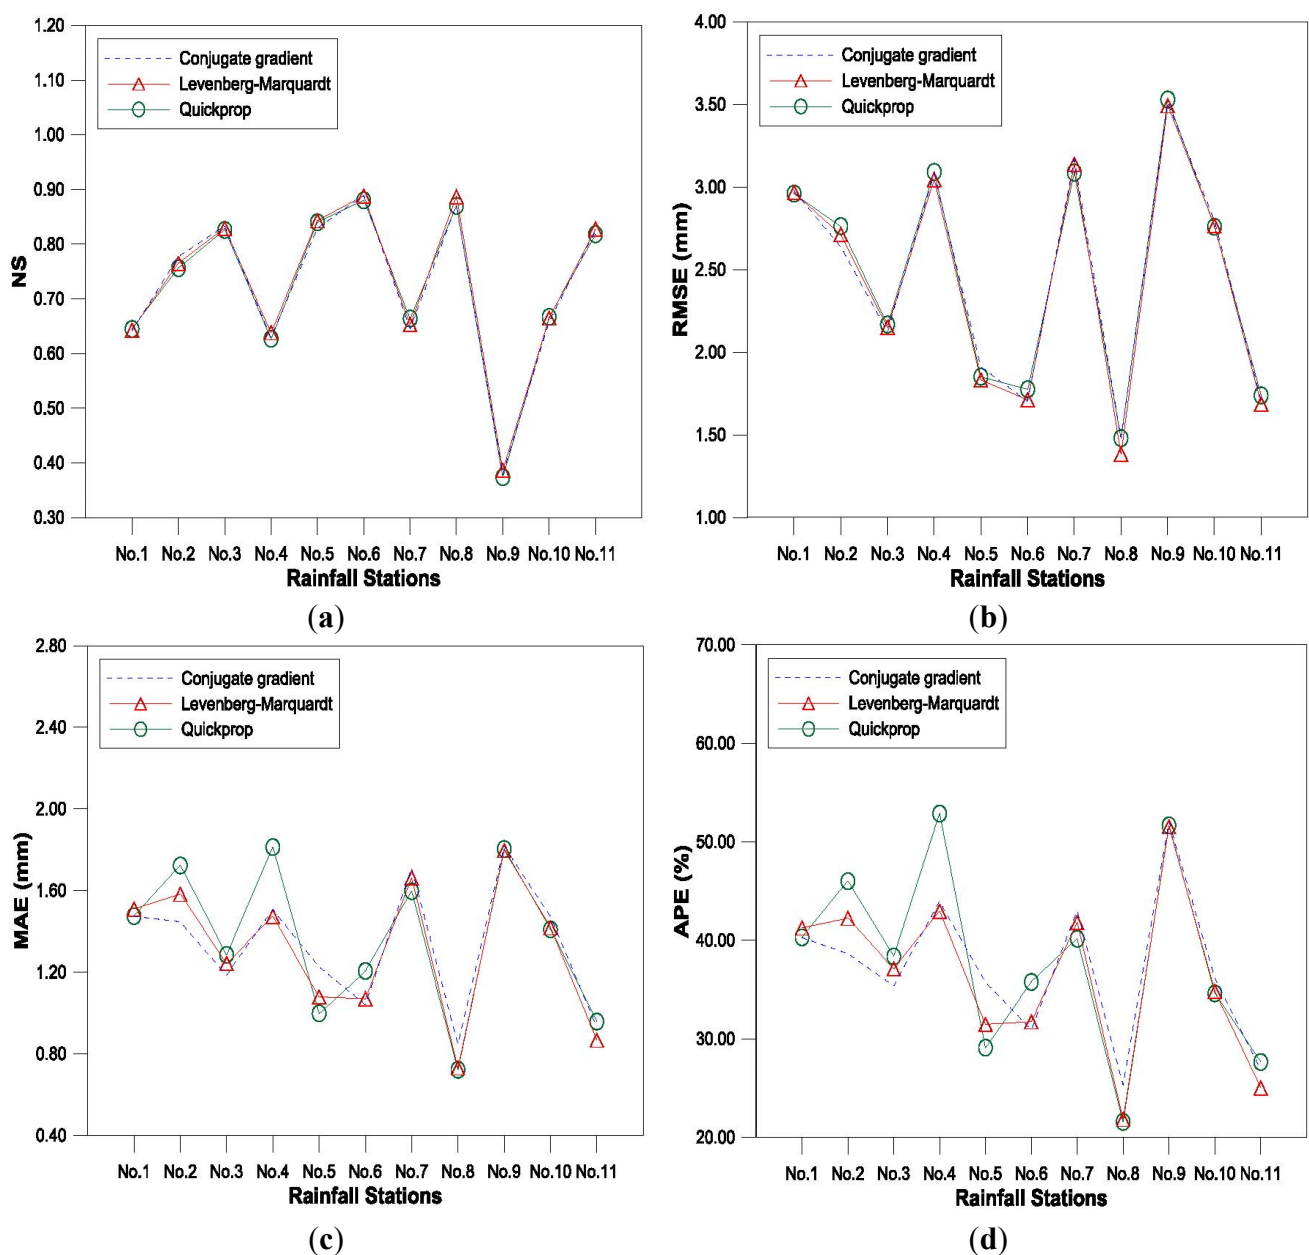 1.20
1.10
1.00
0.90
0.80
0.70
0.60
0.50
0.40
0.30
NS
Conjugate gradient
Levenberg-Marquardt
Quickprop
No.1 No.2 No.3 No.4 No.5 No.6 No.7 No.8 No.9 No.10 No.11
Rainfall Stations
(a)
4.00
3.50
3.00
2.50
2.00
1.50
1.00
RMSE (mm)
Conjugate gradient
Levenberg-Marquardt
Quickprop
No.1 No.2 No.3 No.4 No.5 No.6 No.7 No.8 No.9 No.10 No.11
Rainfall Stations
(b)
2.80
2.40
2.00
1.60
1.20
0.80
0.40
MAE (mm)
Conjugate gradient
Levenberg-Marquardt
Quickprop
No.1 No.2 No.3 No.4 No.5 No.6 No.7 No.8 No.9 No.10 No.11
Rainfall Stations
(c)
70.00
60.00
50.00
40.00
30.00
20.00
APE (%)
Conjugate gradient
Levenberg-Marquardt
Quickprop
No.1 No.2 No.3 No.4 No.5 No.6 No.7 No.8 No.9 No.10 No.11
Rainfall Stations
(d)